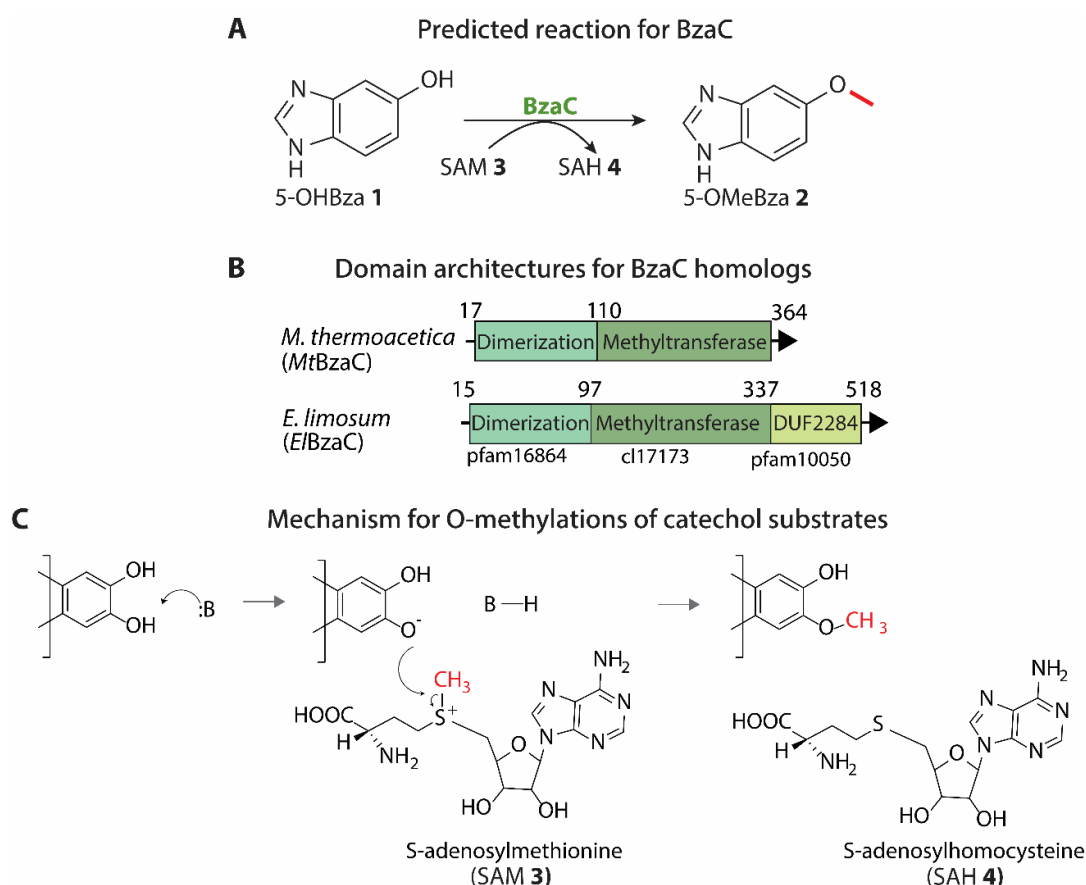 A Predicted reaction for BzaC
N
N
H
OH
5-OHBza 1
BzaC
SAM 3
SAH 4
N
N
H
O
5-OMeBza 2
B Domain architectures for BzaC homologs
M. thermoacetica
(MtBzaC)
17 110 364
Dimerization Methyltransferase
E. limosum
(ElBzaC)
15 97 337 518
Dimerization Methyltransferase DUF2284
pfam16864 cl17173 pfam10050
C Mechanism for O-methylations of catechol substrates
OH
OH
:B
OH
O-
B—H
CH3
S+
HOOC
H
NH2
NH2
N
N
N
N
O
HO
OH
S-adenosylmethionine
(SAM 3)
OH
O
CH3
HOOC
H
NH2
S
NH2
N
N
N
N
O
HO
OH
S-adenosylhomocysteine
(SAH 4)